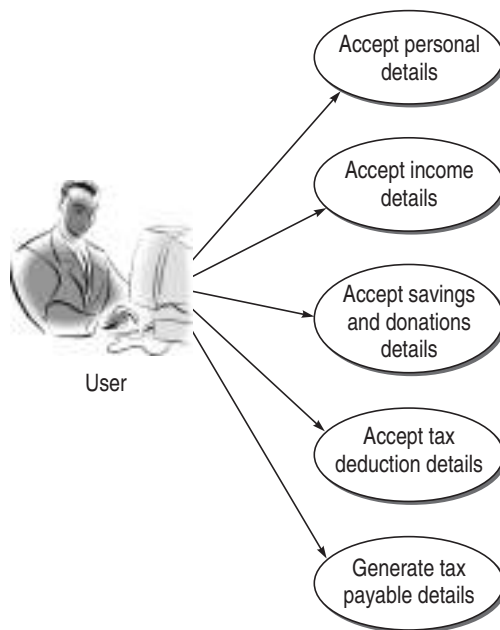 Accept personal
details
Accept income
details
Accept savings
and donations
details
User
Accept tax
deduction details
Generate tax
payable details